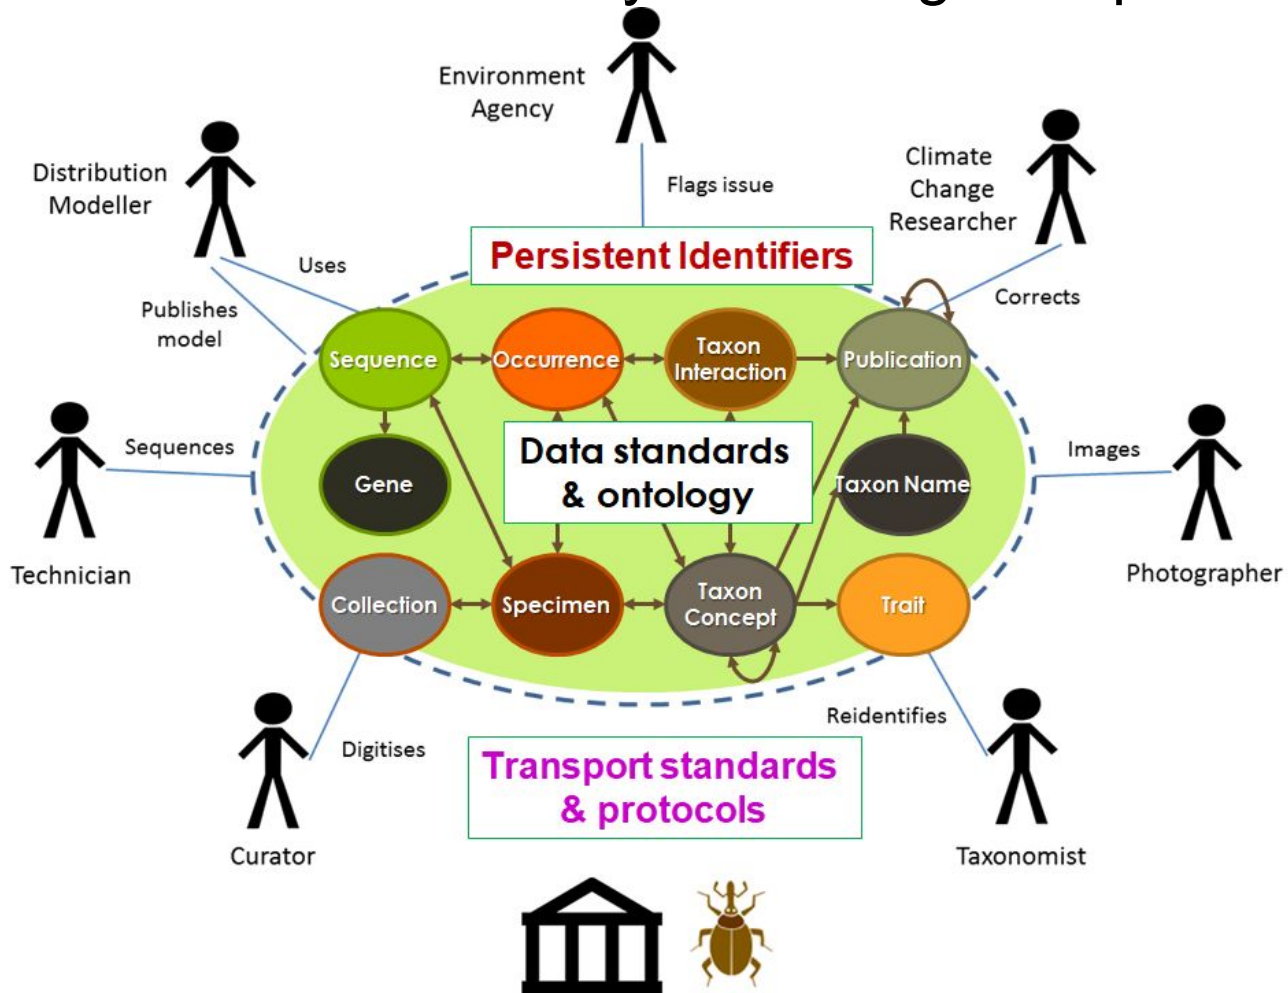 Environment
Agency
Distribution
Modeller
Climate
Change
Researcher
Flags issue
Uses
Publishes
model
Corrects
Persistent Identifiers
Sequence
Occurrence
Taxon
Interaction
Publication
Sequences
Gene
Data standards
& ontology
Taxon Name
Images
Technician
Photographer
Collection
Specimen
Taxon
Concept
Trait
Digitises
Reidentifies
Transport standards
& protocols
Curator
Taxonomist